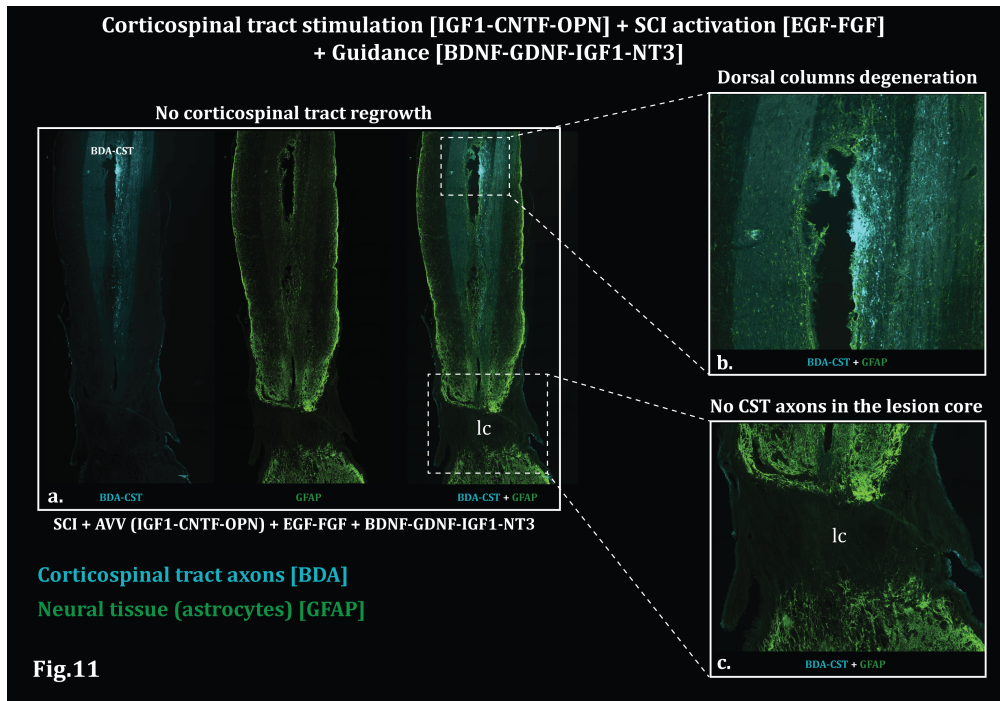 Corticospinal tract stimulation [IGF1-CNTF-OPN] + SCI activation [EGF-FGF]
+ Guidance [BDNF-GDNF-IGF1-NT3]
No corticospinal tract regrowth
BDA-CST
lc
a.
BDA-CST
GFAP
BDA-CST + GFAP
SCI + AVV (IGF1-CNTF-OPN) + EGF-FGF + BDNF-GDNF-IGF1-NT3
Dorsal columns degeneration
b.
BDA-CST + GFAP
No CST axons in the lesion core
lc
c.
BDA-CST + GFAP
Corticospinal tract axons [BDA]
Neural tissue (astrocytes) [GFAP]
Fig.11